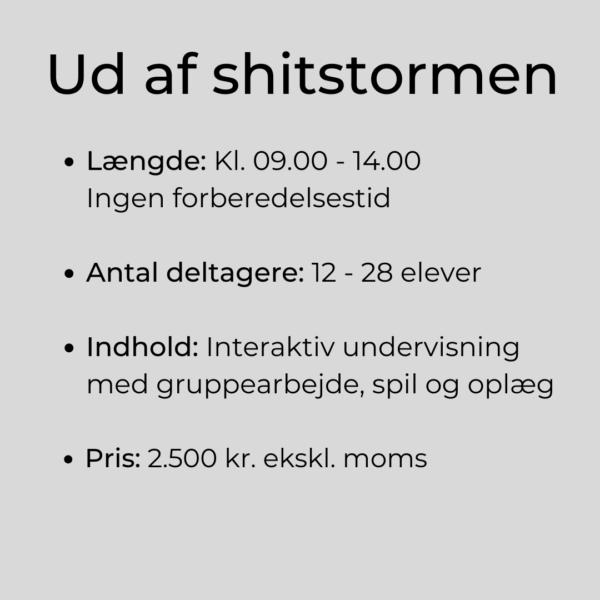 Ud af shitstormen
• Længde: Kl. 09.00 - 14.00
Ingen forberedelsestid
• Antal deltagere: 12 - 28 elever
• Indhold: Interaktiv undervisning
med gruppearbejde, spil og oplæg
• Pris: 2.500 kr. ekskl. moms